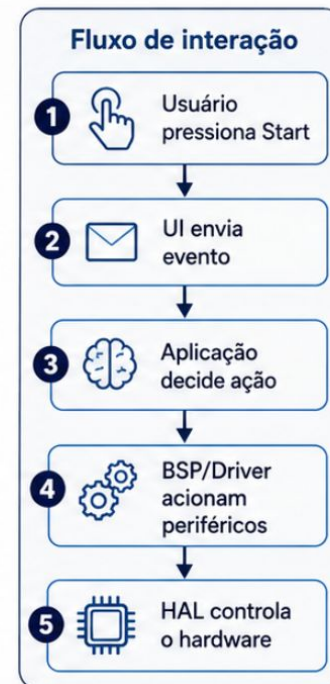 Fluxo de interação
1
Usuário
pressiona Start
2
UI envia
evento
3
Aplicação
decide ação
4
BSP/Driver
acionam
periféricos
5
HAL controla
o hardware